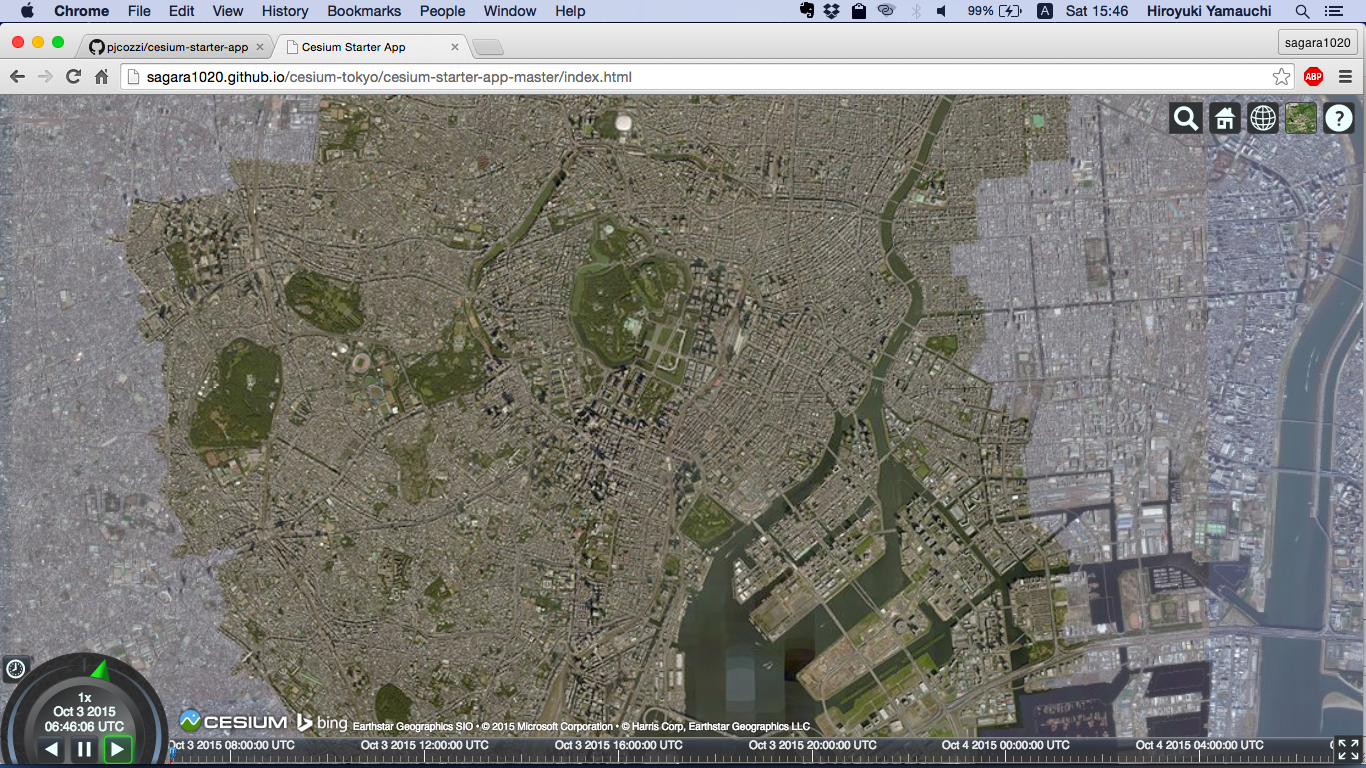 Chrome File Edit View History Bookmarks People Window Help 99% A Sat 15:46 Hiroyuki Yamauchi
pjcozzi/cesium-starter-app × Cesium Starter App × sagara1020
sagara1020.github.io/cesium-tokyo/cesium-starter-app-master/index.html ABP
?
1x
Oct 3 2015
06:46:06 UTC
CESIUM bing Earthstar Geographics SIO • © 2015 Microsoft Corporation • © Harris Corp, Earthstar Geographics LLC
Oct 3 2015 08:00:00 UTC Oct 3 2015 12:00:00 UTC Oct 3 2015 16:00:00 UTC Oct 3 2015 20:00:00 UTC Oct 4 2015 00:00:00 UTC Oct 4 2015 04:00:00 UTC